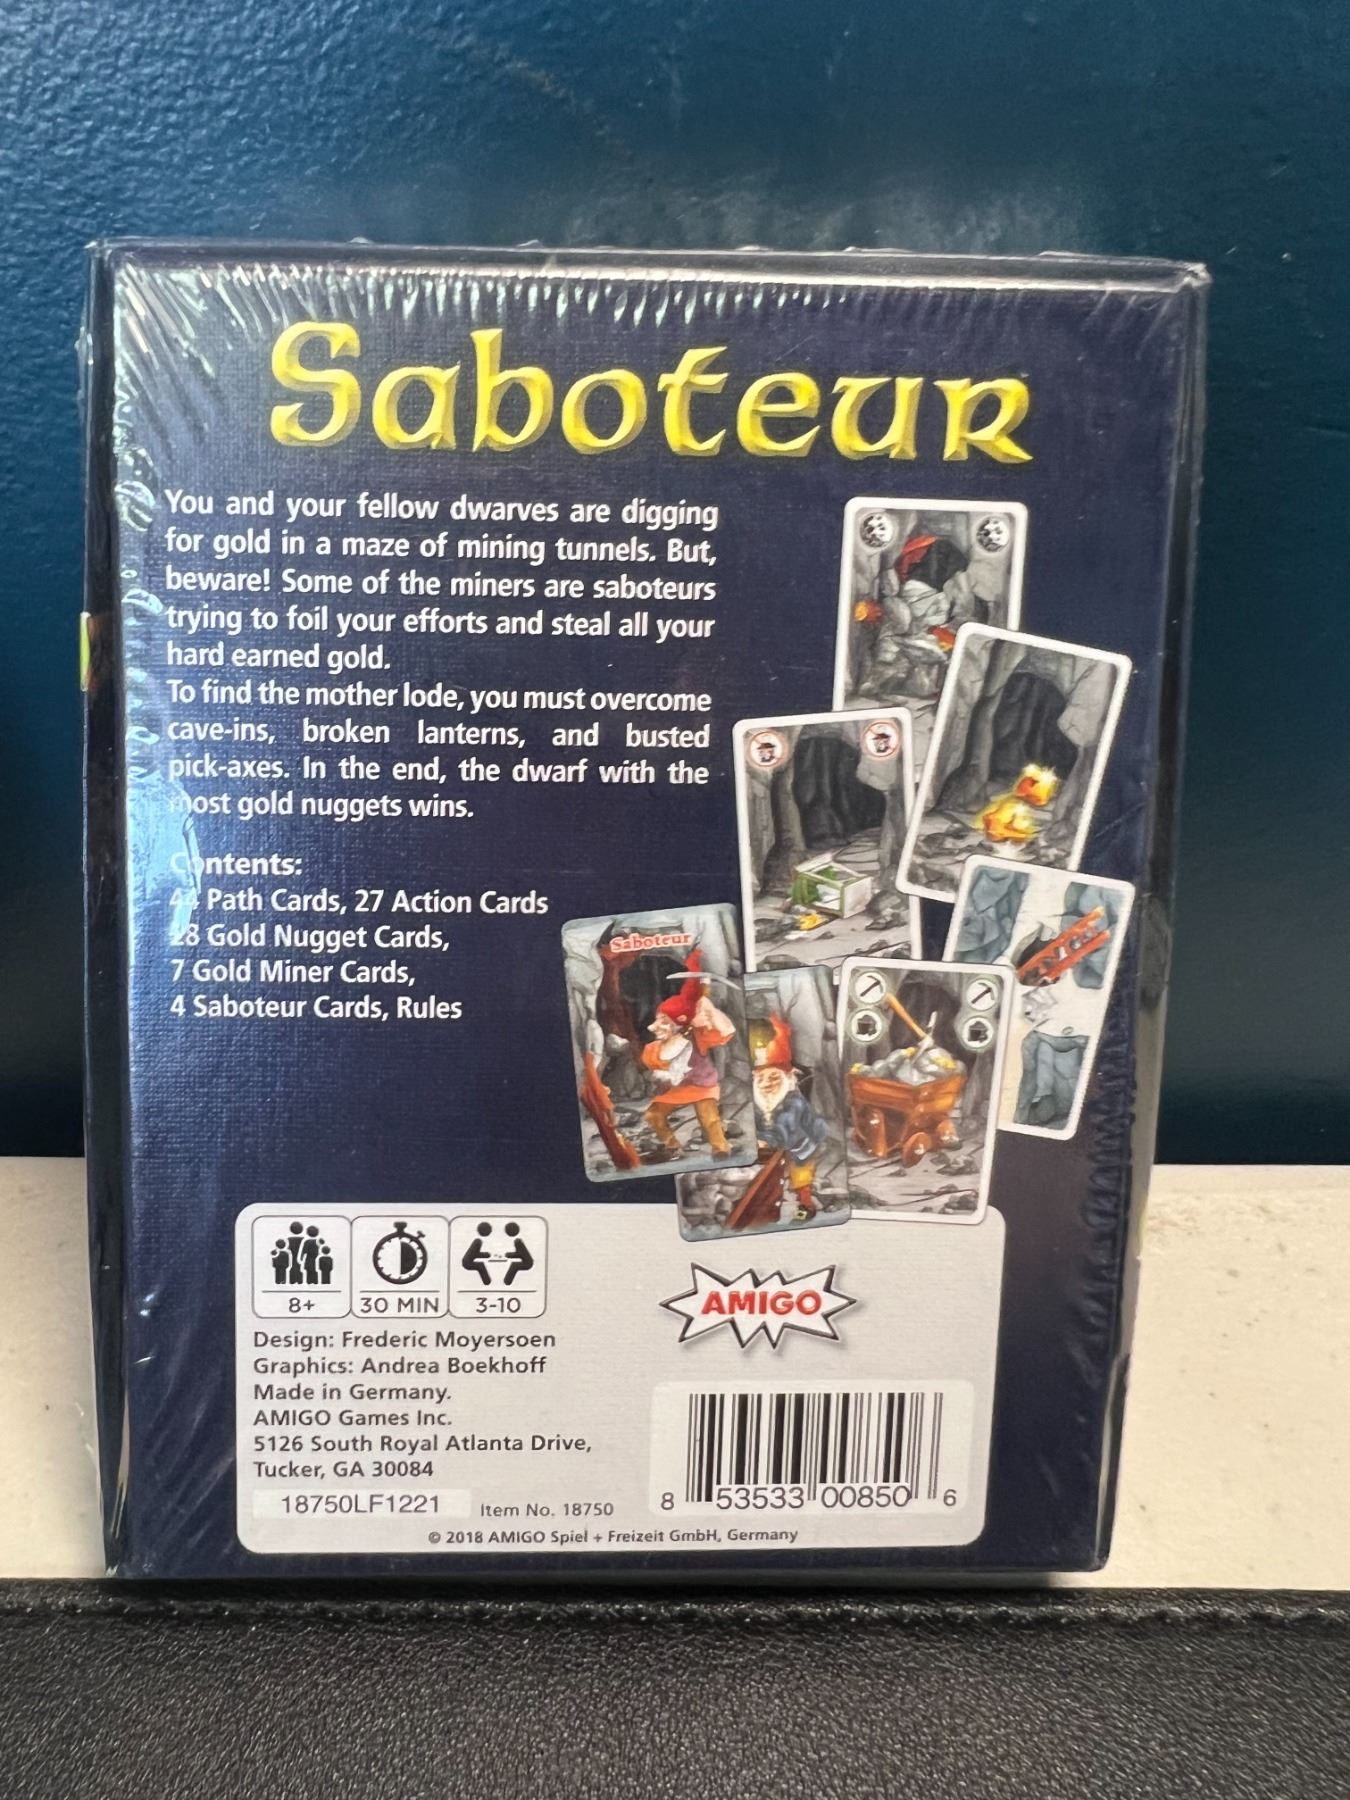 Saboteur
You and your fellow dwarves are digging
for gold in a maze of mining tunnels. But,
beware! Some of the miners are saboteurs
trying to foil your efforts and steal all your
hard earned gold.
To find the mother lode, you must overcome
cave-ins, broken lanterns, and busted
pick-axes. In the end, the dwarf with the
most gold nuggets wins.
Contents:
44 Path Cards, 27 Action Cards
28 Gold Nugget Cards,
7 Gold Miner Cards,
4 Saboteur Cards, Rules
Saboteur
8+ 30 MIN 3-10
AMIGO
Design: Frederic Moyersoen
Graphics: Andrea Boekhoff
Made in Germany.
AMIGO Games Inc.
5126 South Royal Atlanta Drive,
Tucker, GA 30084
18750LF1221 Item No. 18750
8 53533 00850 6
© 2018 AMIGO Spiel + Freizeit GmbH, Germany